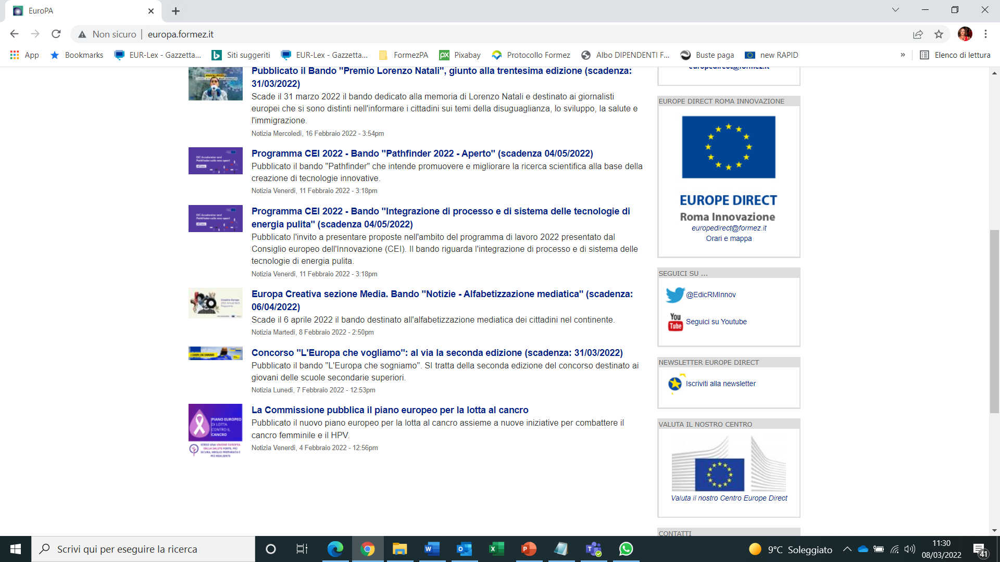 EuroPA
Non sicuro
europa.formez.it
App
Bookmarks
EUR-Lex - Gazzetta...
Siti suggeriti
EUR-Lex - Gazzetta...
FormezPA
Pixabay
Protocollo Formez
Albo DIPENDENTI F...
Buste paga
new RAPID
»
Elenco di lettura
Pubblicato il Bando "Premio Lorenzo Natali", giunto alla trentesima edizione (scadenza:
31/03/2022)
Scade il 31 marzo 2022 il bando dedicato alla memoria di Lorenzo Natali e destinato ai giornalisti
europei che si sono distinti nell'informare i cittadini sui temi della disuguaglianza, lo sviluppo, la salute e
l'immigrazione.
Notizia Mercoledì, 16 Febbraio 2022 - 3:54pm
Programma CEI 2022 - Bando "Pathfinder 2022 - Aperto" (scadenza 04/05/2022)
Pubblicato il bando "Pathfinder" che intende promuovere e migliorare la ricerca scientifica alla base della
creazione di tecnologie innovative.
Notizia Venerdì, 11 Febbraio 2022 - 3:18pm
Programma CEI 2022 - Bando "Integrazione di processo e di sistema delle tecnologie di
energia pulita" (scadenza 04/05/2022)
Pubblicato l'invito a presentare proposte nell'ambito del programma di lavoro 2022 presentato dal
Consiglio europeo dell'Innovazione (CEI). Il bando riguarda l'integrazione di processo e di sistema delle
tecnologie di energia pulita.
Notizia Venerdì, 11 Febbraio 2022 - 3:18pm
Europa Creativa sezione Media. Bando "Notizie - Alfabetizzazione mediatica" (scadenza:
06/04/2022)
Scade il 6 aprile 2022 il bando destinato all'alfabetizzazione mediatica dei cittadini nel continente.
Notizia Martedì, 8 Febbraio 2022 - 2:50pm
Concorso "L'Europa che vogliamo": al via la seconda edizione (scadenza: 31/03/2022)
Pubblicato il bando "L'Europa che sogniamo". SI tratta della seconda edizione del concorso destinato ai
giovani delle scuole secondarie superiori.
Notizia Lunedì, 7 Febbraio 2022 - 12:53pm
PIANO EUROPEO
DI LOTTA
CONTRO IL
CANCRO
VERSO UNA UNIONE EUROPEA
DELLA SALUTE FORTE, PIÙ
SICURA, MEGLIO PREPARATA E
PIÙ RESILIENTE
La Commissione pubblica il piano europeo per la lotta al cancro
Pubblicato il nuovo piano europeo per la lotta al cancro assieme a nuove iniziative per combattere il
cancro femminile e il HPV.
Notizia Venerdì, 4 Febbraio 2022 - 12:56pm
europedirect@formez.it
EUROPE DIRECT ROMA INNOVAZIONE
EUROPE DIRECT
Roma Innovazione
europedirect@formez.it
Orari e mappa
SEGUICI SU ...
@EdicRMInnov
You
Tube
Seguici su Youtube
NEWSLETTER EUROPE DIRECT
Iscriviti alla newsletter
VALUTA IL NOSTRO CENTRO
Valuta il nostro Centro Europe Direct
CONTATTI
Scrivi qui per eseguire la ricerca
9°C Soleggiato
11:30
08/03/2022
41